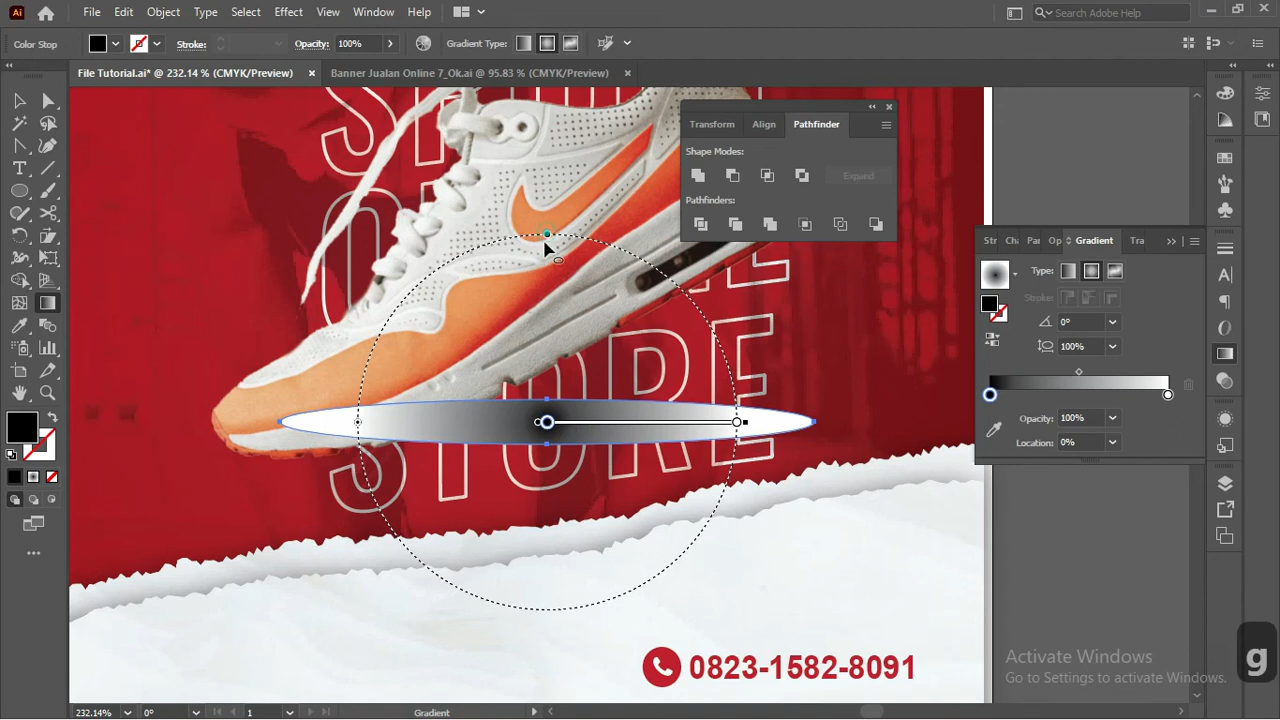 Ai File Edit Object Type Select Effect View Window Help Search Adobe Help
Color Stop Stroke: Opacity: 100% Gradient Type:
File Tutorial.ai* @ 232.14 % (CMYK/Preview) Banner Jualan Online 7_Ok.ai @ 95.83 % (CMYK/Preview)
Transform Align Pathfinder
Shape Modes:
Expand
Pathfinders:
Str Cha Par Op Gradient Tra
Type:
Stroke:
0°
100%
Opacity: 100%
Location: 0%
STORE
STORE
0823-1582-8091
Activate Windows
Go to Settings to activate Windows.
g
232.14% 0° 1 Gradient